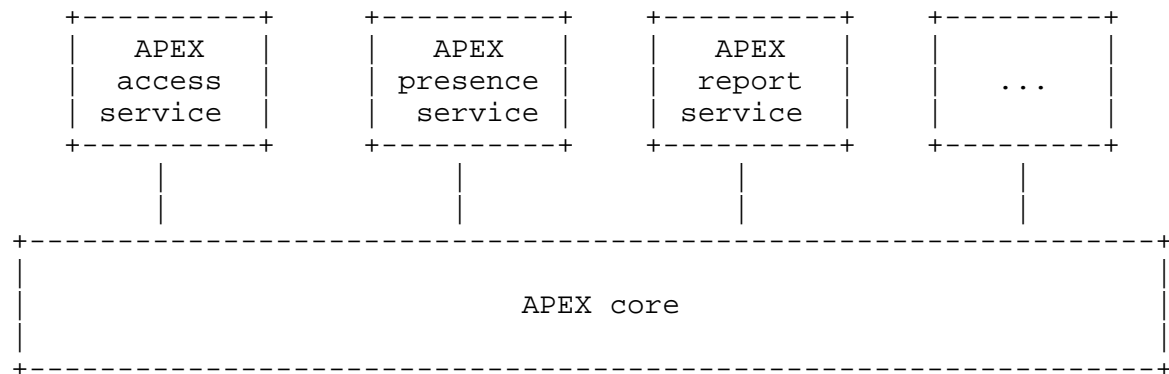 APEX APEX APEX
access presence report ...
service service service
APEX core